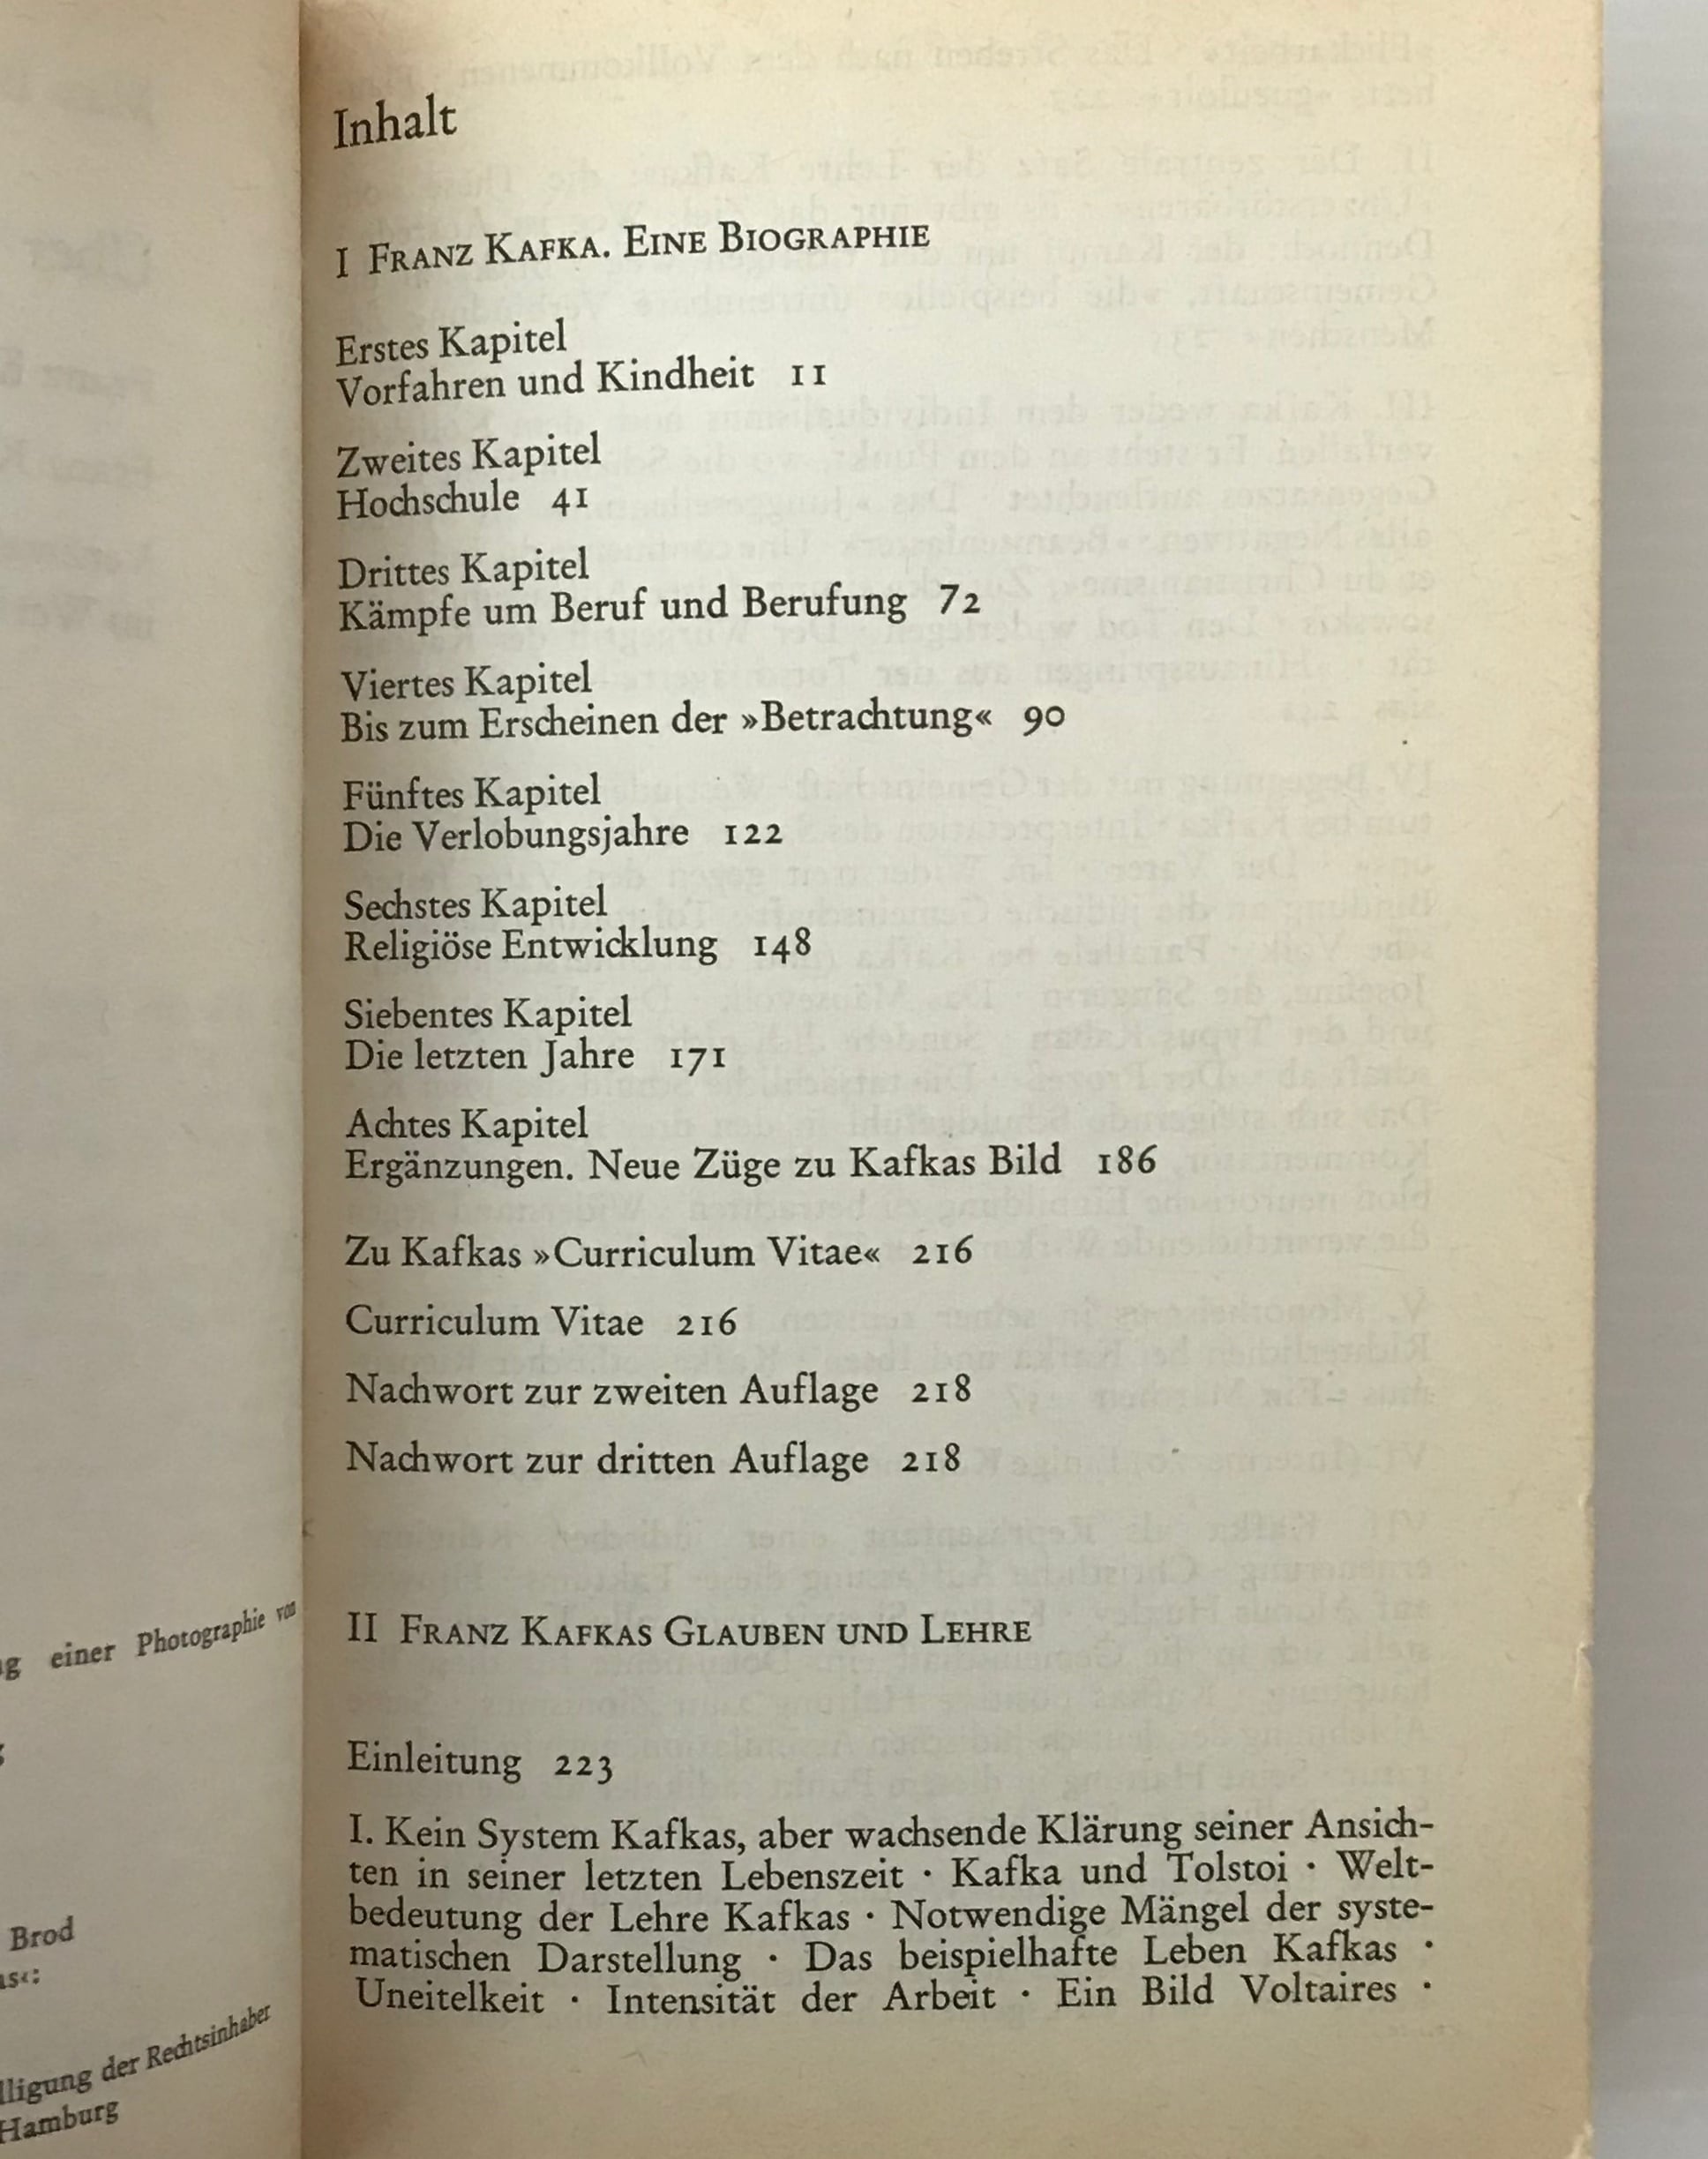 ng einer Photographie von
Brod
as‹:
lligung der Rechtsinhaber
Hamburg
Inhalt
I Franz Kafka. Eine Biographie
Erstes Kapitel
Vorfahren und Kindheit 11
Zweites Kapitel
Hochschule 41
Drittes Kapitel
Kämpfe um Beruf und Berufung 72
Viertes Kapitel
Bis zum Erscheinen der »Betrachtung« 90
Fünftes Kapitel
Die Verlobungsjahre 122
Sechstes Kapitel
Religiöse Entwicklung 148
Siebentes Kapitel
Die letzten Jahre 171
Achtes Kapitel
Ergänzungen. Neue Züge zu Kafkas Bild 186
Zu Kafkas »Curriculum Vitae« 216
Curriculum Vitae 216
Nachwort zur zweiten Auflage 218
Nachwort zur dritten Auflage 218
II Franz Kafkas Glauben und Lehre
Einleitung 223
I. Kein System Kafkas, aber wachsende Klärung seiner Ansich-
ten in seiner letzten Lebenszeit · Kafka und Tolstoi · Welt-
bedeutung der Lehre Kafkas · Notwendige Mängel der syste-
matischen Darstellung · Das beispielhafte Leben Kafkas ·
Uneitelkeit · Intensität der Arbeit · Ein Bild Voltaires ·